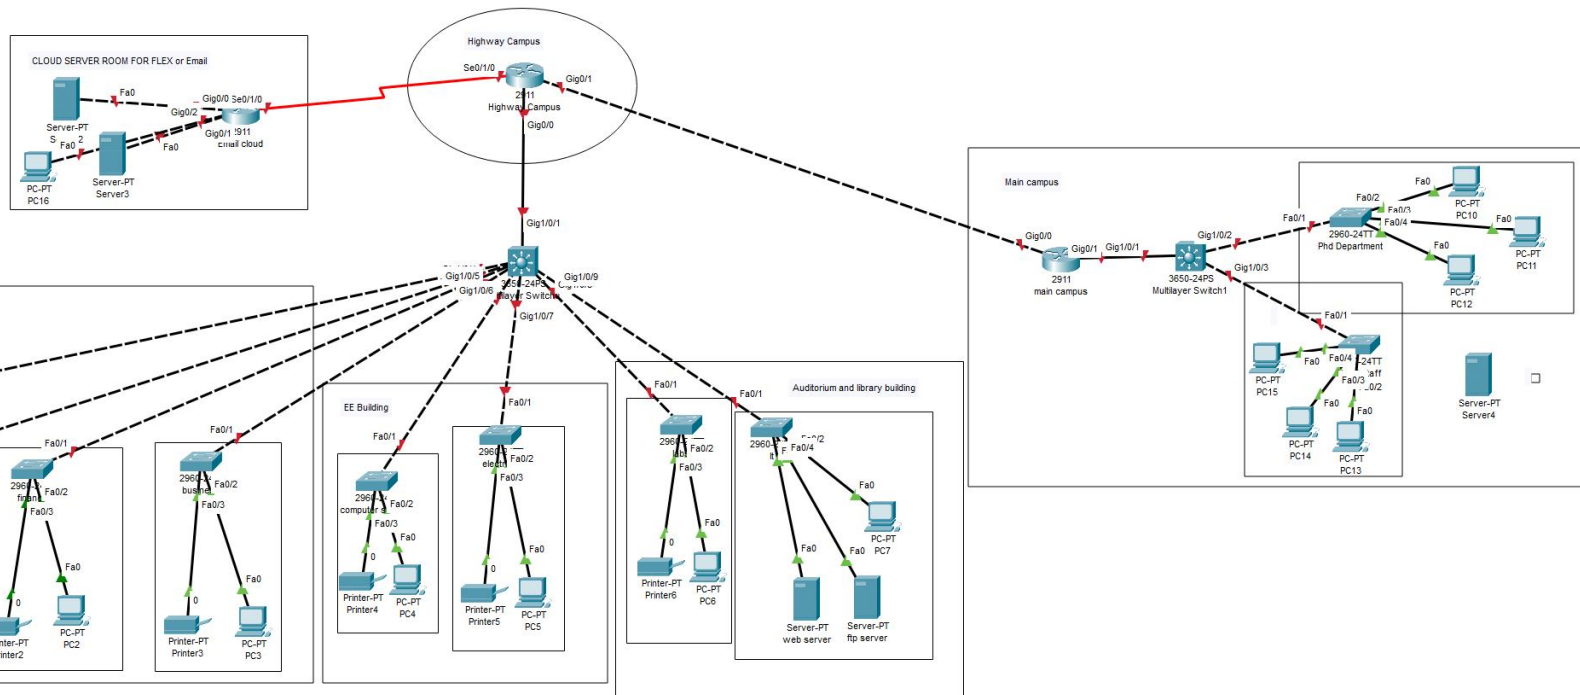 Highway Campus
CLOUD SERVER ROOM FOR FLEX or Email
Se0/1/0
Gig0/1
2911
Highway Campus
Gig0/0
Fa0
Gig0/0
Se0/1/0
Gig0/2
Gig0/1
Email cloud
Server-PT
Fa0
Fa0
PC-PT
PC16
Server-PT
Server3
Main campus
Gig1/0/1
Gig0/0
Gig0/1
Gig1/0/1
2911
main campus
Gig1/0/2
3650-24PS
Multilayer Switch1
Gig1/0/3
Fa0/1
2960-24TT
Phd Department
Fa0/2
Fa0/3
Fa0/4
Fa0
PC-PT
PC10
Fa0
PC-PT
PC11
Fa0
PC-PT
PC12
Gig1/0/5
Gig1/0/6
3650-24PS
Gig1/0/9
Gig1/0/7
Fa0/1
Fa0/4
Fa0/3
Fa0
PC-PT
PC15
Fa0
PC-PT
PC14
Fa0
PC-PT
PC13
Server-PT
Server4
EE Building
Auditorium and library building
Fa0/1
Fa0/2
Fa0/3
Fa0
0
PC-PT
PC2
Fa0/1
Fa0/2
Fa0/3
Fa0
0
Printer-PT
Printer3
PC-PT
PC3
Fa0/1
Fa0/2
Fa0/3
Fa0
0
Printer-PT
Printer4
PC-PT
PC4
Fa0/1
Fa0/2
Fa0/3
Fa0
0
Printer-PT
Printer5
PC-PT
PC5
Fa0/1
Fa0/2
Fa0/3
Fa0
0
Printer-PT
Printer6
PC-PT
PC6
Fa0/1
Fa0/4
Fa0
PC-PT
PC7
Fa0
Fa0
Server-PT
web server
Server-PT
ftp server